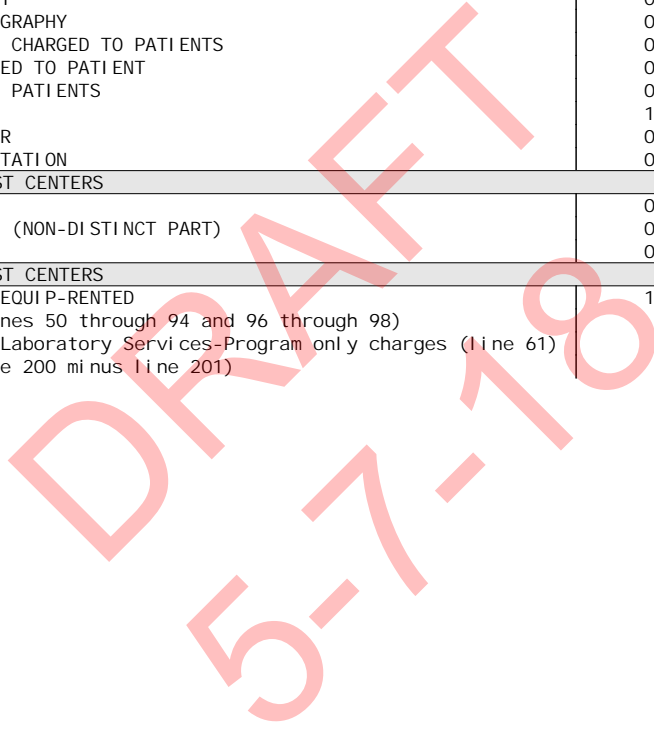 GRAPHY 0
CHARGED TO PATIENTS 0
ED TO PATIENT 0
PATIENTS 0
1
R 0
TATION 0
ST CENTERS
0
(NON-DISTINCT PART) 0
0
ST CENTERS
EQUIP-RENTED 1
nes 50 through 94 and 96 through 98)
Laboratory Services-Program only charges (line 61)
e 200 minus line 201)
DRAFT
5-7-18